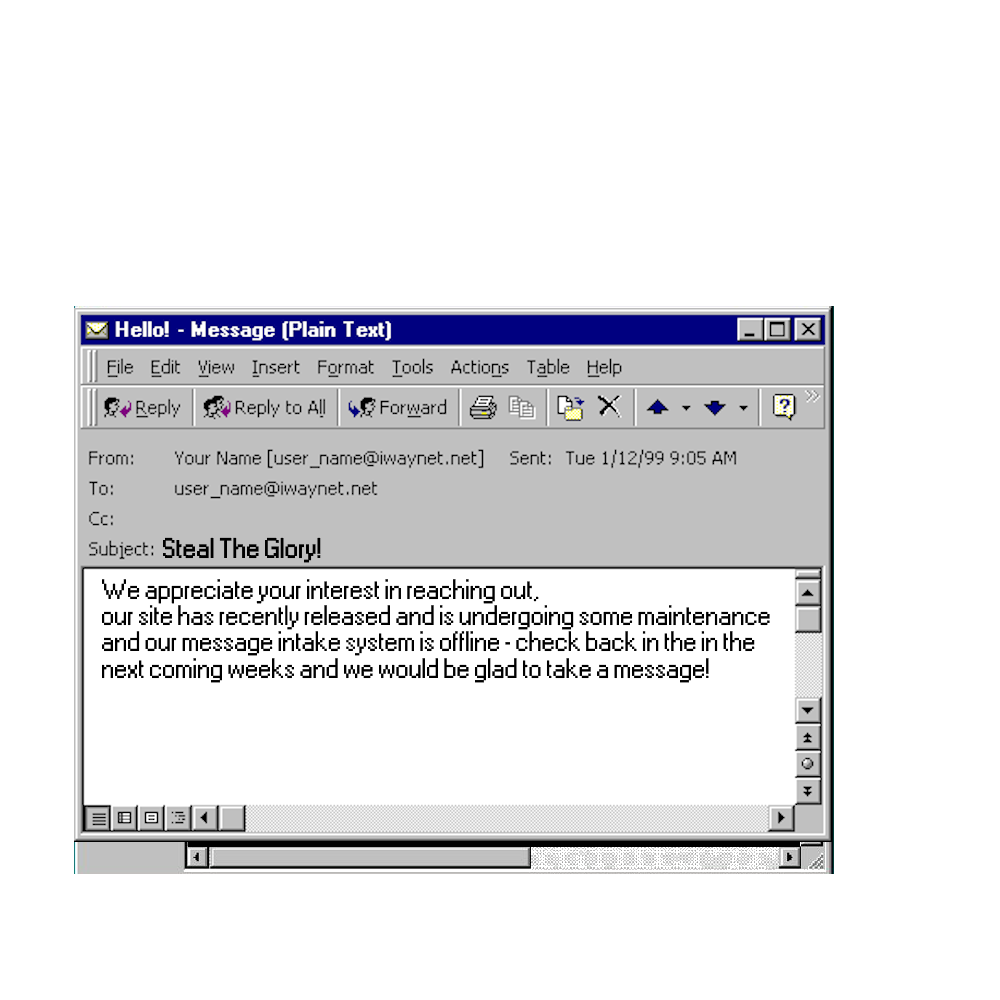 Hello! - Message (Plain Text)
File Edit View Insert Format Tools Actions Table Help
Reply Reply to All Forward
From: Your Name [user_name@iwaynet.net] Sent: Tue 1/12/99 9:05 AM
To: user_name@iwaynet.net
Cc:
Subject: Steal The Glory!
We appreciate your interest in reaching out,
our site has recently released and is undergoing some maintenance
and our message intake system is offline - check back in the in the
next coming weeks and we would be glad to take a message!